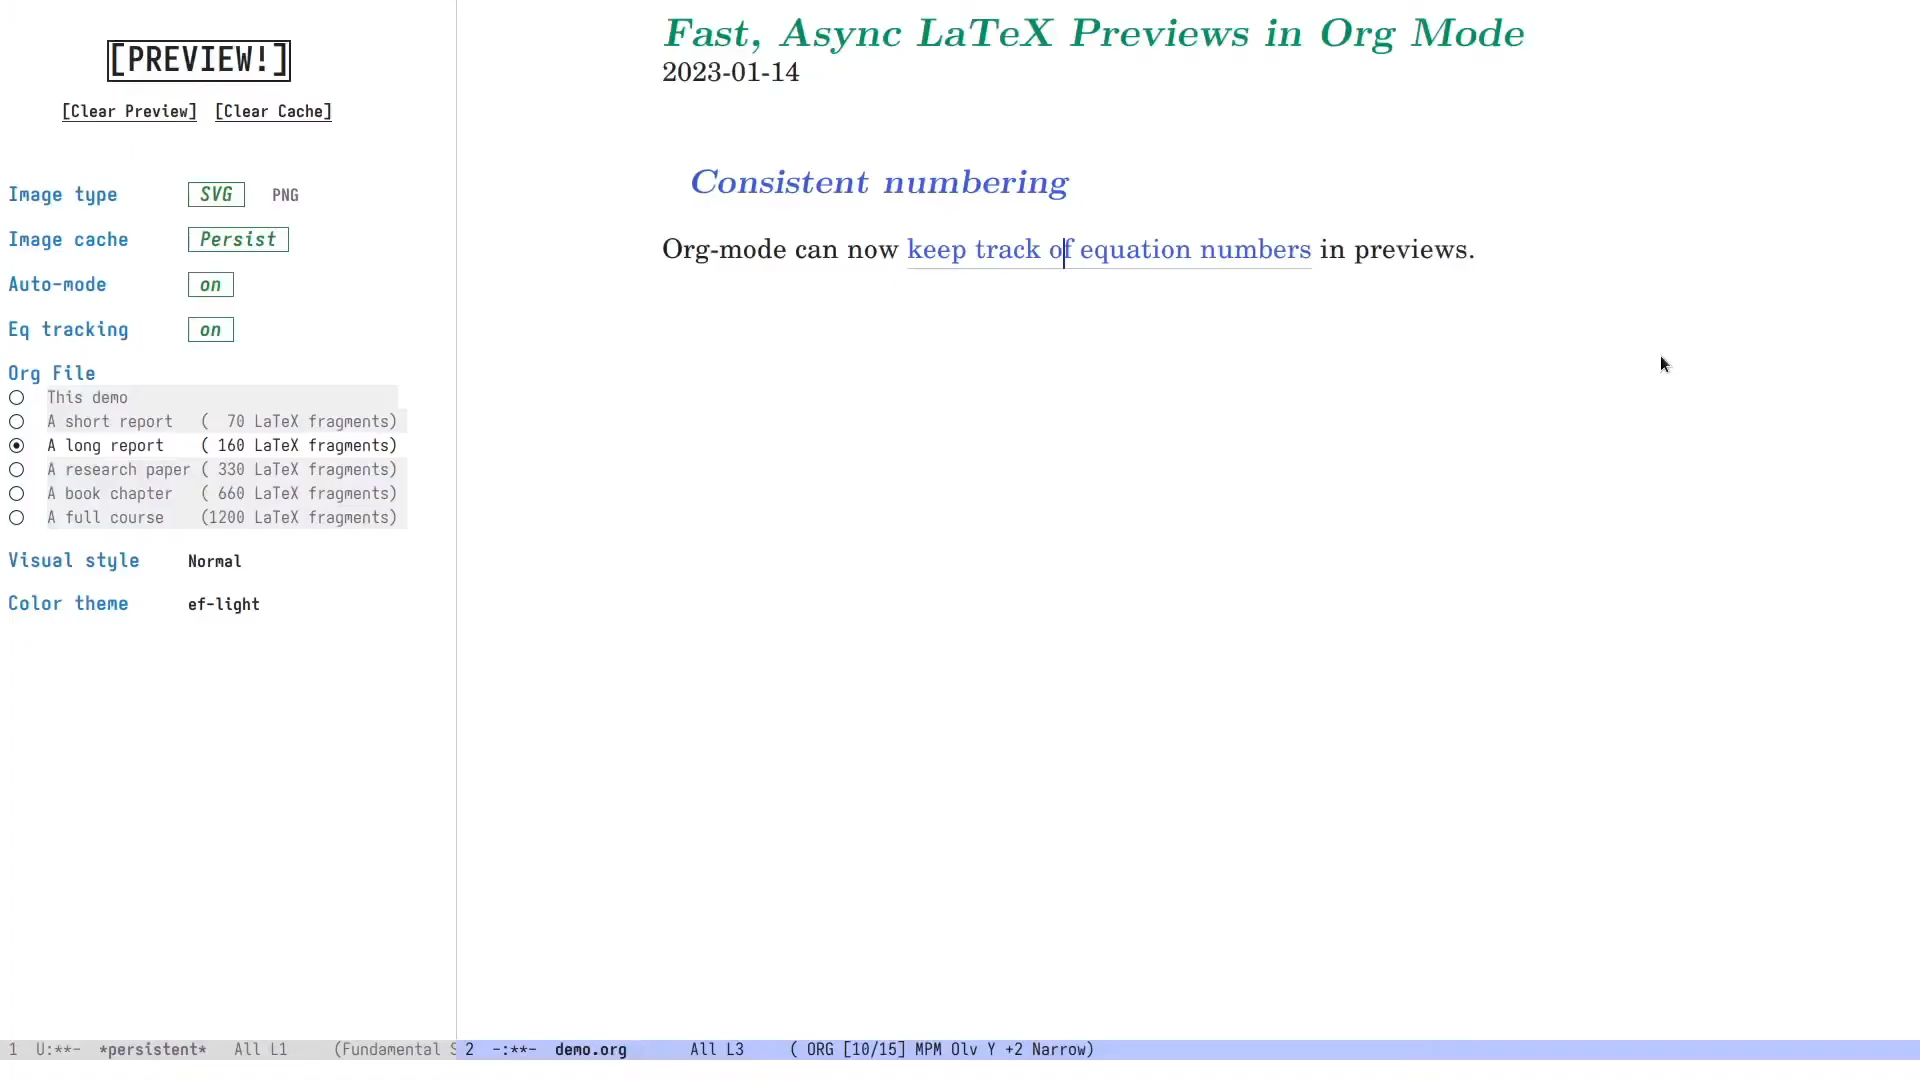 [PREVIEW!]
[Clear Preview] [Clear Cache]
Image type SVG PNG
Image cache Persist
Auto-mode on
Eq tracking on
Org File
This demo
A short report ( 70 LaTeX fragments)
A long report ( 160 LaTeX fragments)
A research paper ( 330 LaTeX fragments)
A book chapter ( 660 LaTeX fragments)
A full course (1200 LaTeX fragments)
Visual style Normal
Color theme ef-light
1 U:**- *persistent* All L1 (Fundamental S
Fast, Async LaTeX Previews in Org Mode
2023-01-14
Consistent numbering
Org-mode can now keep track of equation numbers in previews.
2 -:**- demo.org All L3 ( ORG [10/15] MPM Olv Y +2 Narrow)